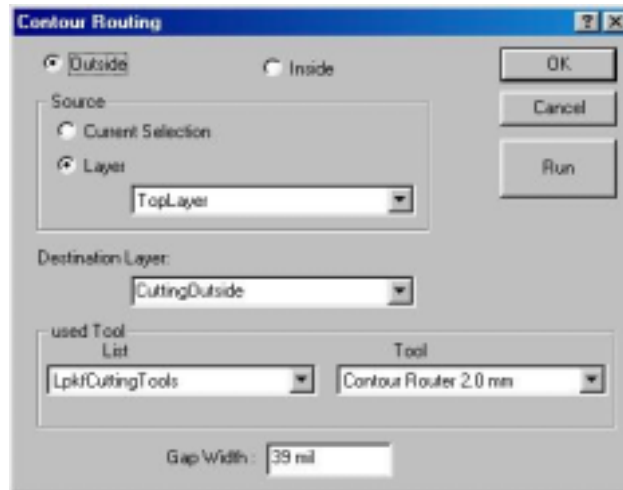 Contour Routing
Outside
Inside
OK
Source
Current Selection
Cancel
Layer
Run
TopLayer
Destination Layer:
CuttingOutside
used Tool
List
Tool
LpkfCuttingTools
Contour Router 2.0 mm
Gap Width :
39 mil